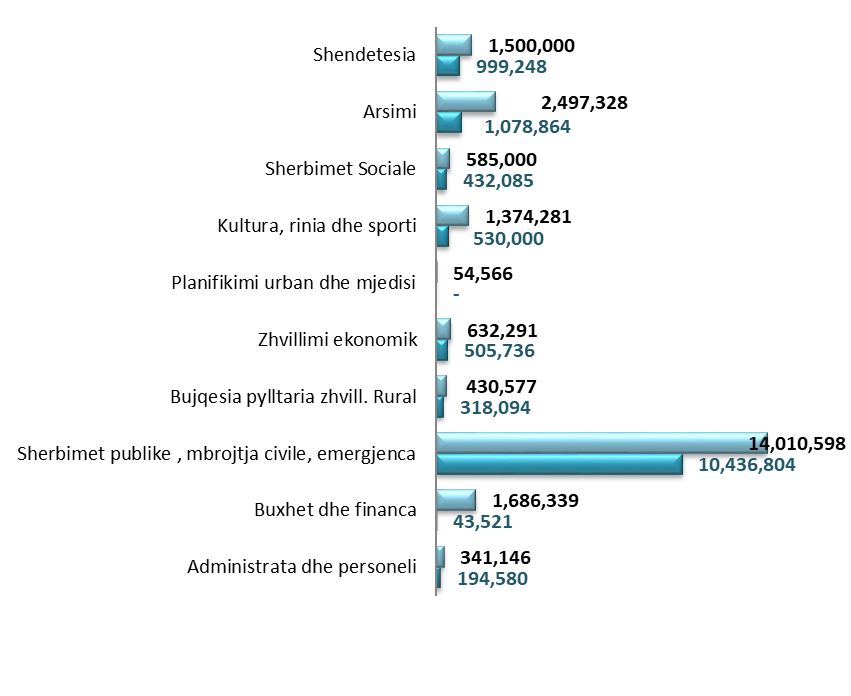 Shendetesia 1,500,000
999,248
Arsimi 2,497,328
1,078,864
Sherbimet Sociale 585,000
432,085
Kultura, rinia dhe sporti 1,374,281
530,000
Planifikimi urban dhe mjedisi 54,566
-
Zhvillimi ekonomik 632,291
505,736
Bujqesia pylltaria zhvill. Rural 430,577
318,094
Sherbimet publike , mbrojtja civile, emergjenca 14,010,598
10,436,804
Buxhet dhe financa 1,686,339
43,521
Administrata dhe personeli 341,146
194,580